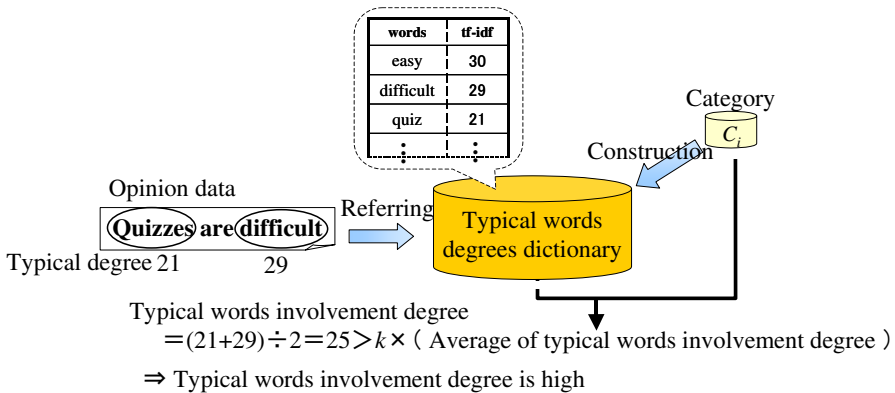 words tf-idf
easy 30
difficult 29
quiz 21
⋮ ⋮
Category
C_i
Construction
Opinion data
Quizzes are difficult
Referring
Typical words
degrees dictionary
Typical degree 21 29
Typical words involvement degree
=(21+29)÷2=25>k×( Average of typical words involvement degree )
⇒ Typical words involvement degree is high